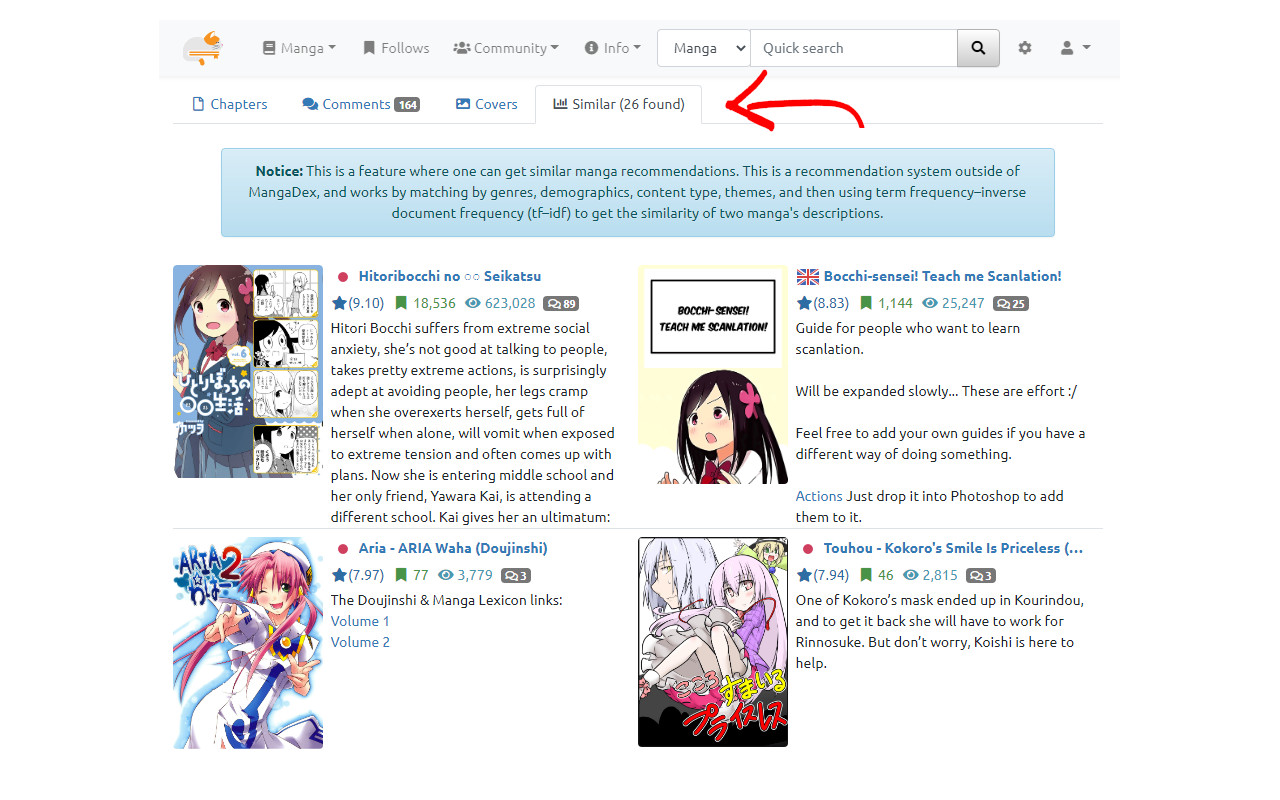 Manga Follows Community Info Manga Quick search
Chapters Comments 164 Covers Similar (26 found)
Notice: This is a feature where one can get similar manga recommendations. This is a recommendation system outside of
MangaDex, and works by matching by genres, demographics, content type, themes, and then using term frequency–inverse
document frequency (tf–idf) to get the similarity of two manga's descriptions.
Hitoribocchi no ○○ Seikatsu
(9.10) 18,536 623,028 89
Hitori Bocchi suffers from extreme social
anxiety, she’s not good at talking to people,
takes pretty extreme actions, is surprisingly
adept at avoiding people, her legs cramp
when she overexerts herself, gets full of
herself when alone, will vomit when exposed
to extreme tension and often comes up with
plans. Now she is entering middle school and
her only friend, Yawara Kai, is attending a
different school. Kai gives her an ultimatum:
vol. 6
ひとりぼっちの
○○生活
カツヲ
Bocchi-sensei! Teach me Scanlation!
(8.83) 1,144 25,247 25
Guide for people who want to learn
scanlation.
Will be expanded slowly... These are effort :/
Feel free to add your own guides if you have a
different way of doing something.
Actions Just drop it into Photoshop to add
them to it.
BOCCHI-SENSEI!
TEACH ME SCANLATION!
Aria - ARIA Waha (Doujinshi)
(7.97) 77 3,779 3
The Doujinshi & Manga Lexicon links:
Volume 1
Volume 2
ARIA 2
わはー
Touhou - Kokoro's Smile Is Priceless (...
(7.94) 46 2,815 3
One of Kokoro’s mask ended up in Kourindou,
and to get it back she will have to work for
Rinnosuke. But don’t worry, Koishi is here to
help.
こころ
すまいる
プライスレス